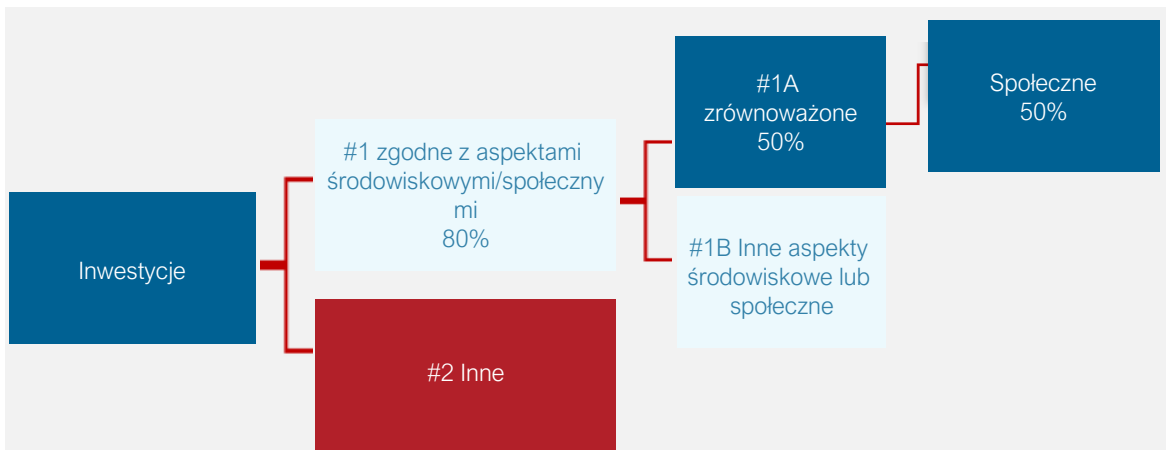 Inwestycje
#1 zgodne z aspektami
środowiskowymi/społeczny
mi
80%
#2 Inne
#1A
zrównoważone
50%
#1B Inne aspekty
środowiskowe lub
społeczne
Społeczne
50%